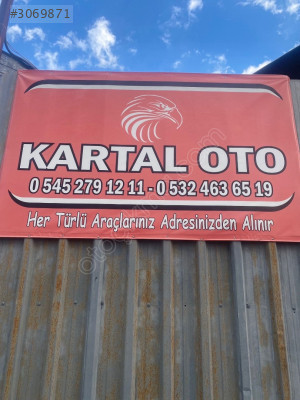 #3069871
KARTAL OTO
0 545 279 12 11 - 0 532 463 65 19
Her Türlü Araçlarınız Adresinizden Alınır